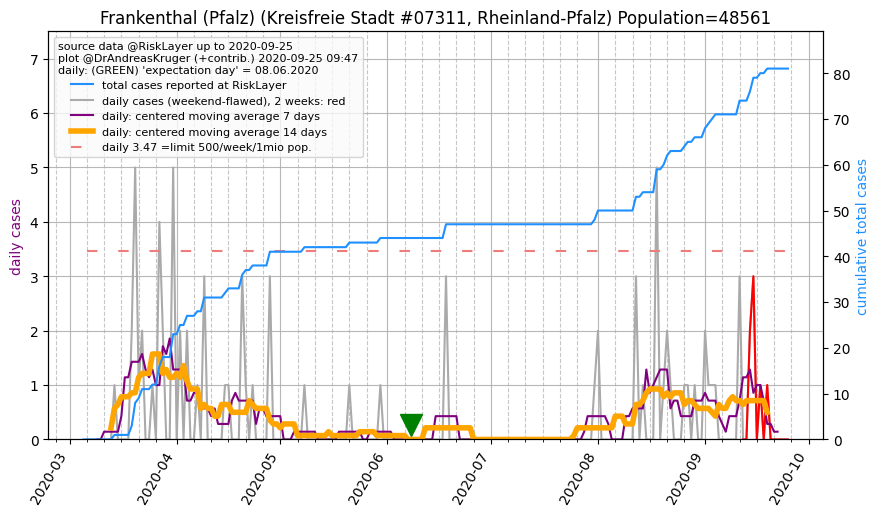 Frankenthal (Pfalz) (Kreisfreie Stadt #07311, Rheinland-Pfalz) Population=48561
source data @RiskLayer up to 2020-09-25
plot @DrAndreasKruger (+contrib.) 2020-09-25 09:47
daily: (GREEN) 'expectation day' = 08.06.2020
total cases reported at RiskLayer
daily cases (weekend-flawed), 2 weeks: red
daily: centered moving average 7 days
daily: centered moving average 14 days
daily 3.47 =limit 500/week/1mio pop.
daily cases
7
6
5
4
3
2
1
0
cumulative total cases
80
70
60
50
40
30
20
10
0
2020-03
2020-04
2020-05
2020-06
2020-07
2020-08
2020-09
2020-10